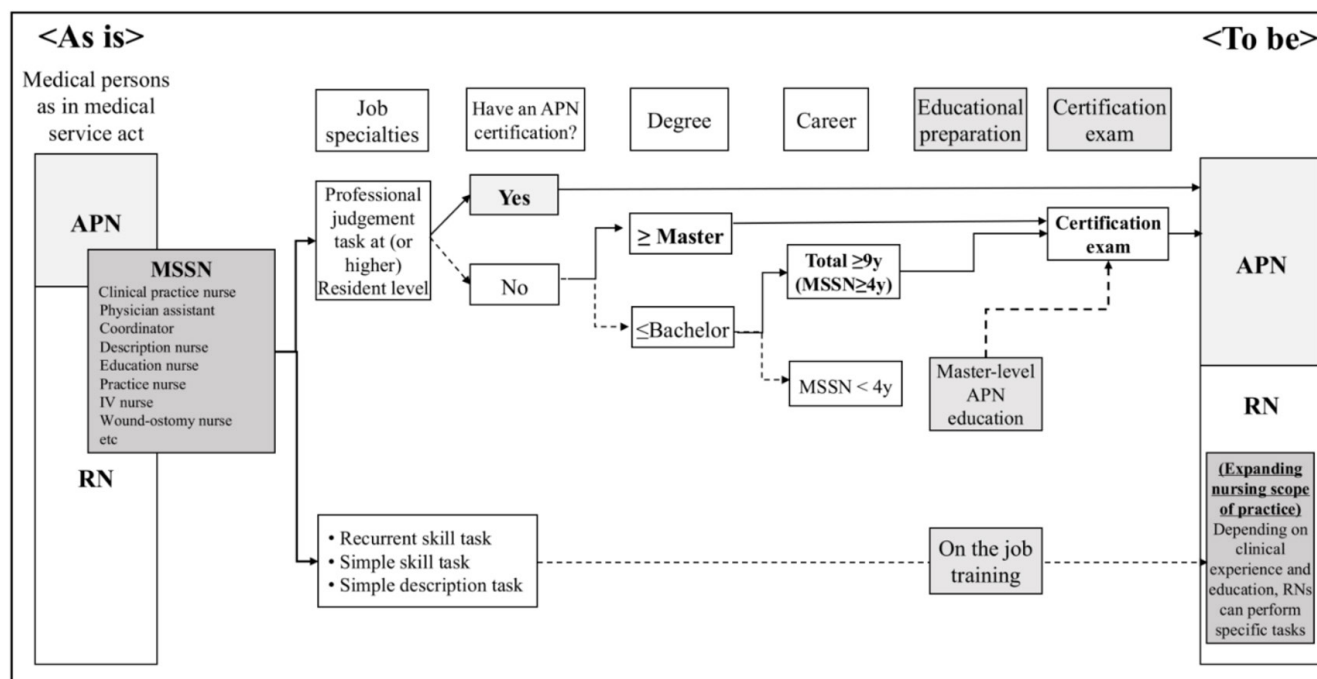 <As is>
<To be>
Medical persons
as in medical
service act
Job
specialties
Have an APN
certification?
Degree
Career
Educational
preparation
Certification
exam
APN
MSSN
Clinical practice nurse
Physician assistant
Coordinator
Description nurse
Education nurse
Practice nurse
IV nurse
Wound-ostomy nurse
etc
RN
Professional
judgement
task at (or
higher)
Resident level
Yes
No
≥ Master
≤Bachelor
Total ≥9y
(MSSN≥4y)
MSSN < 4y
Master-level
APN
education
Certification
exam
APN
RN
• Recurrent skill task
• Simple skill task
• Simple description task
On the job
training
(Expanding
nursing scope
of practice)
Depending on
clinical
experience and
education, RNs
can perform
specific tasks